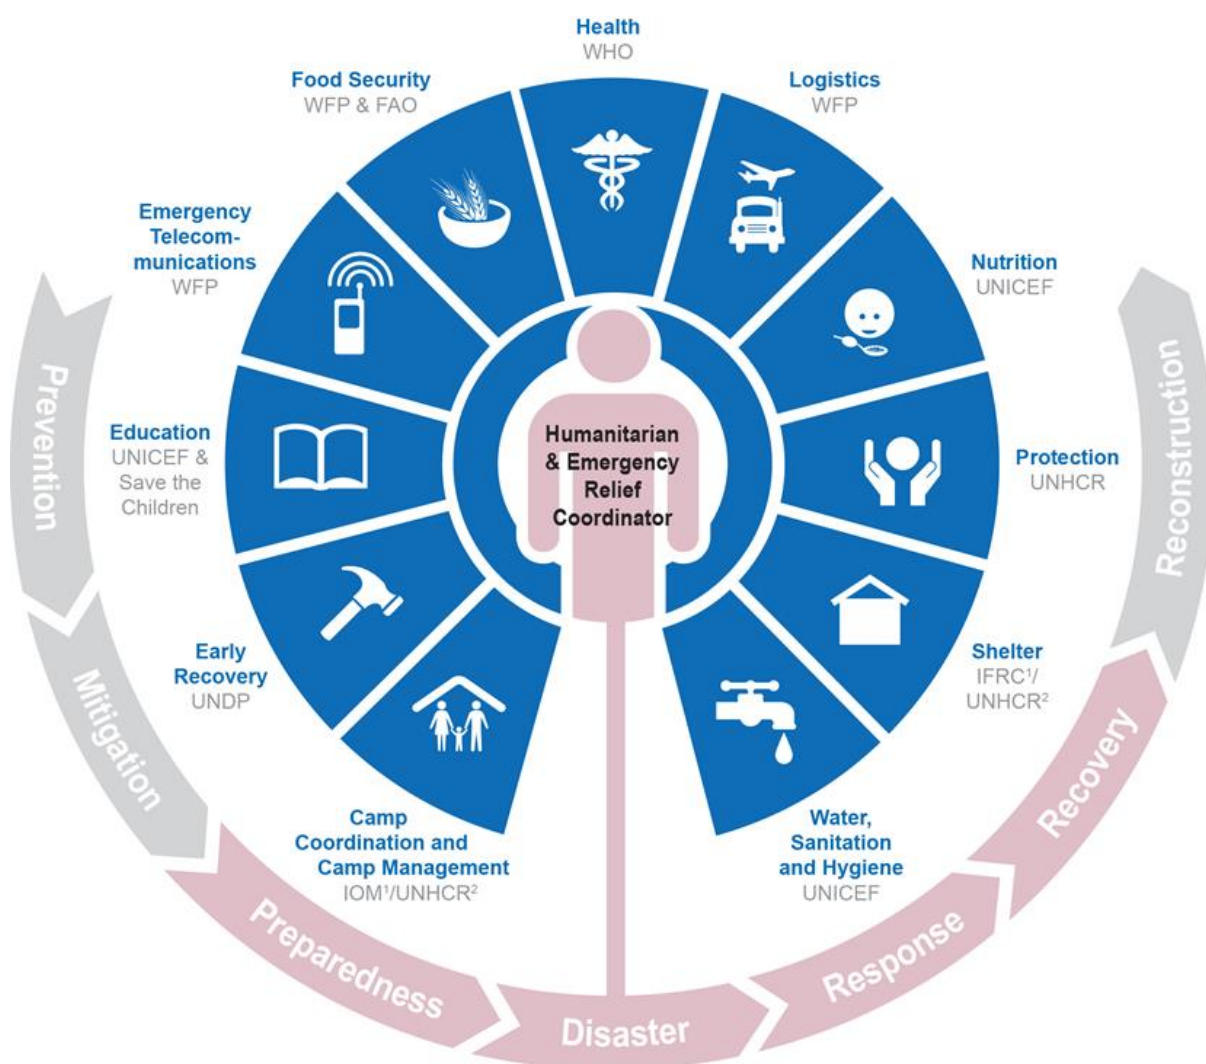 Health
WHO
Logistics
WFP
Nutrition
UNICEF
Protection
UNHCR
Shelter
IFRC¹/
UNHCR²
Water,
Sanitation
and Hygiene
UNICEF
Camp
Coordination and
Camp Management
IOM¹/UNHCR²
Early
Recovery
UNDP
Education
UNICEF &
Save the
Children
Emergency
Telecom-
munications
WFP
Food Security
WFP & FAO
Humanitarian
& Emergency
Relief
Coordinator
Prevention
Mitigation
Preparedness
Disaster
Response
Recovery
Reconstruction